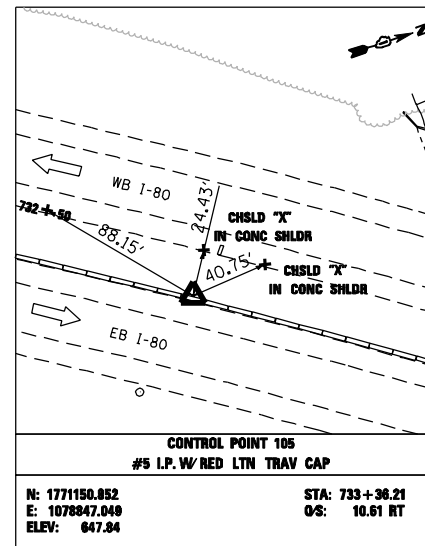 N
WB I-80
24.43'
CHSLD "X"
IN CONC SHLDR
732+50
88.15'
40.75'
CHSLD "X"
IN CONC SHLDR
EB I-80
CONTROL POINT 105
#5 I.P. W/ RED LTN TRAV CAP
N: 1771150.852
E: 1078847.049
ELEV: 647.84
STA: 733+36.21
O/S: 10.61 RT